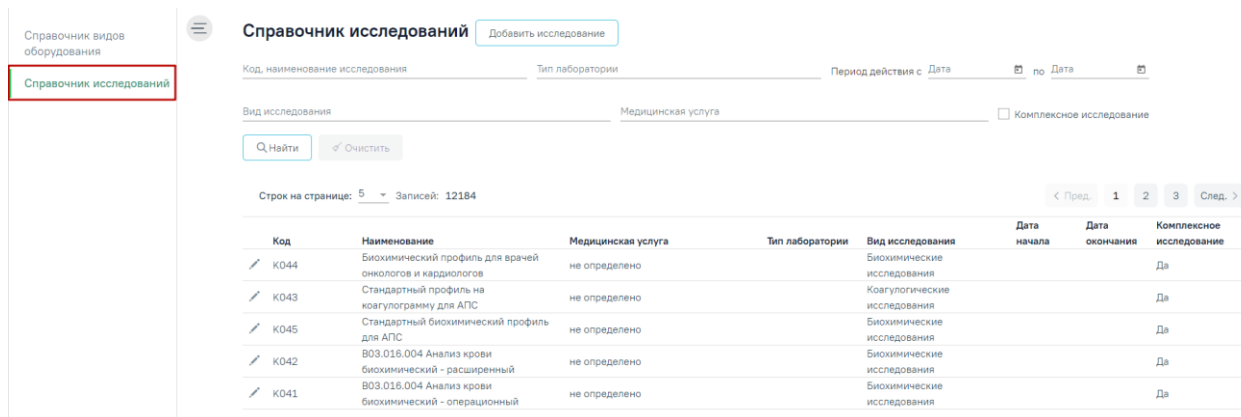 Справочник видов
оборудования
Справочник исследований
Справочник исследований Добавить исследование
Код, наименование исследования Тип лаборатории Период действия с Дата по Дата
Вид исследования Медицинская услуга Комплексное исследование
Найти Очистить
Строк на странице: 5 Записей: 12184 < Пред. 1 2 3 След. >
Код Наименование Медицинская услуга Тип лаборатории Вид исследования Дата начала Дата окончания Комплексное исследование
К044 Биохимический профиль для врачей онкологов и кардиологов не определено Биохимические исследования Да
К043 Стандартный профиль на коагулограмму для АПС не определено Коагулогические исследования Да
К045 Стандартный биохимический профиль для АПС не определено Биохимические исследования Да
К042 B03.016.004 Анализ крови биохимический - расширенный не определено Биохимические исследования Да
К041 B03.016.004 Анализ крови биохимический - операционный не определено Биохимические исследования Да